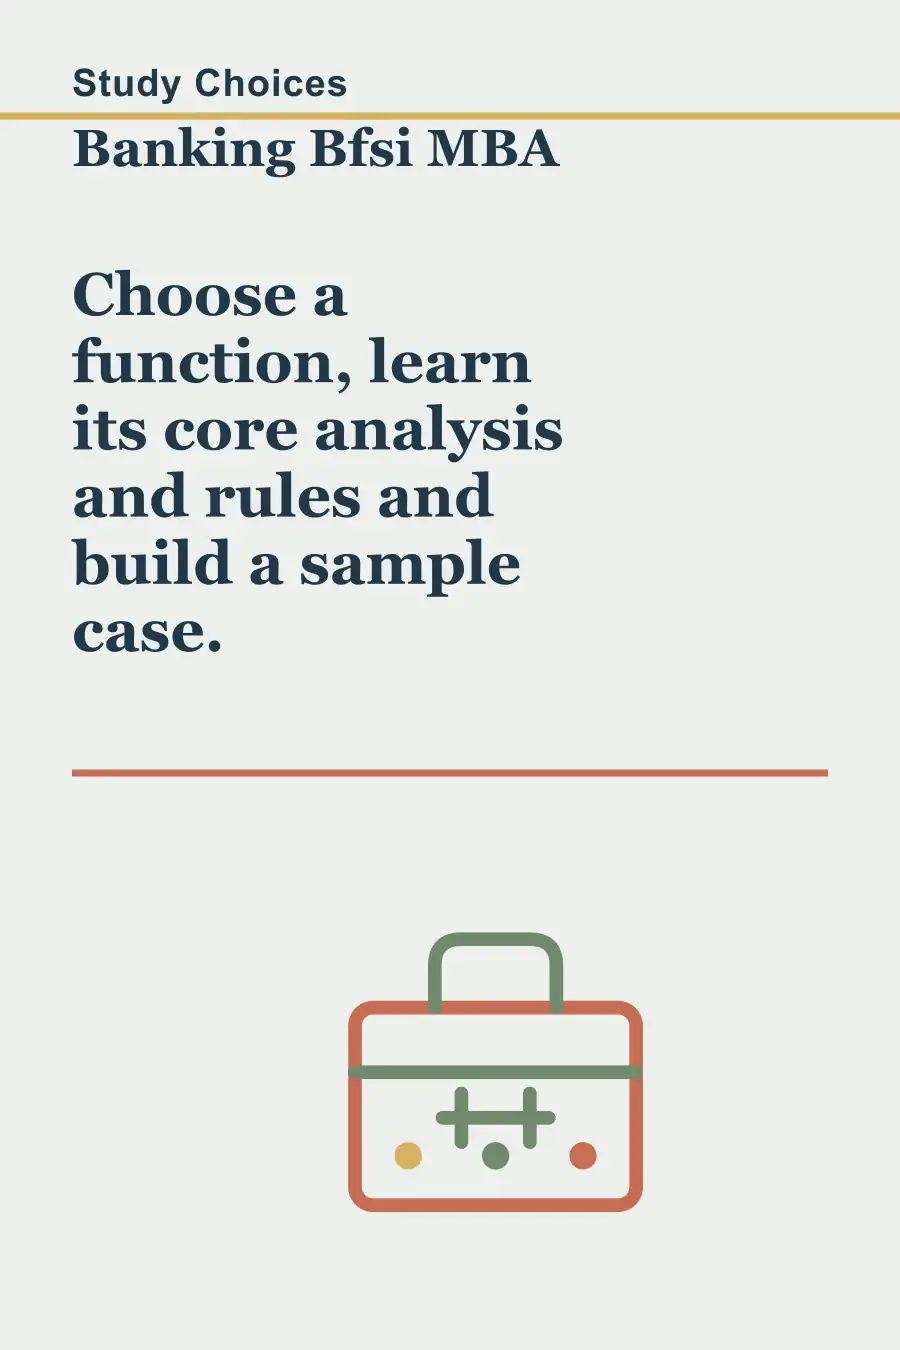 Study Choices
Banking Bfsi MBA
Choose a
function, learn
its core analysis
and rules and
build a sample
case.